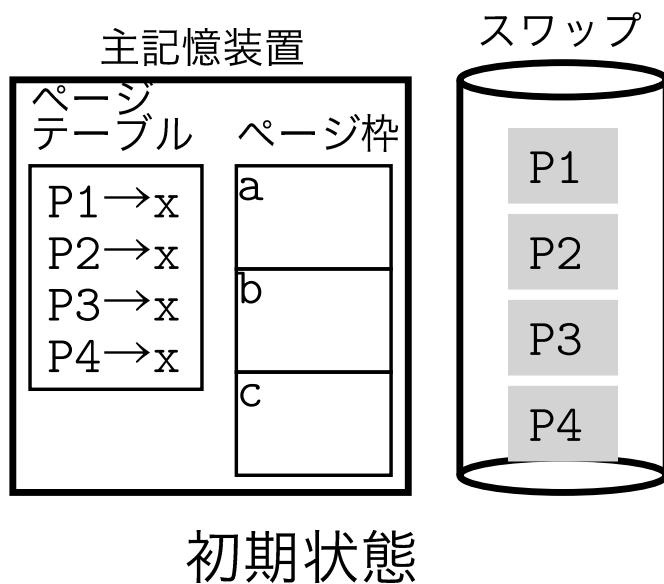 主記憶装置
ページ
テーブル
P1→x
P2→x
P3→x
P4→x
ページ枠
a
b
c
スワップ
P1
P2
P3
P4
初期状態